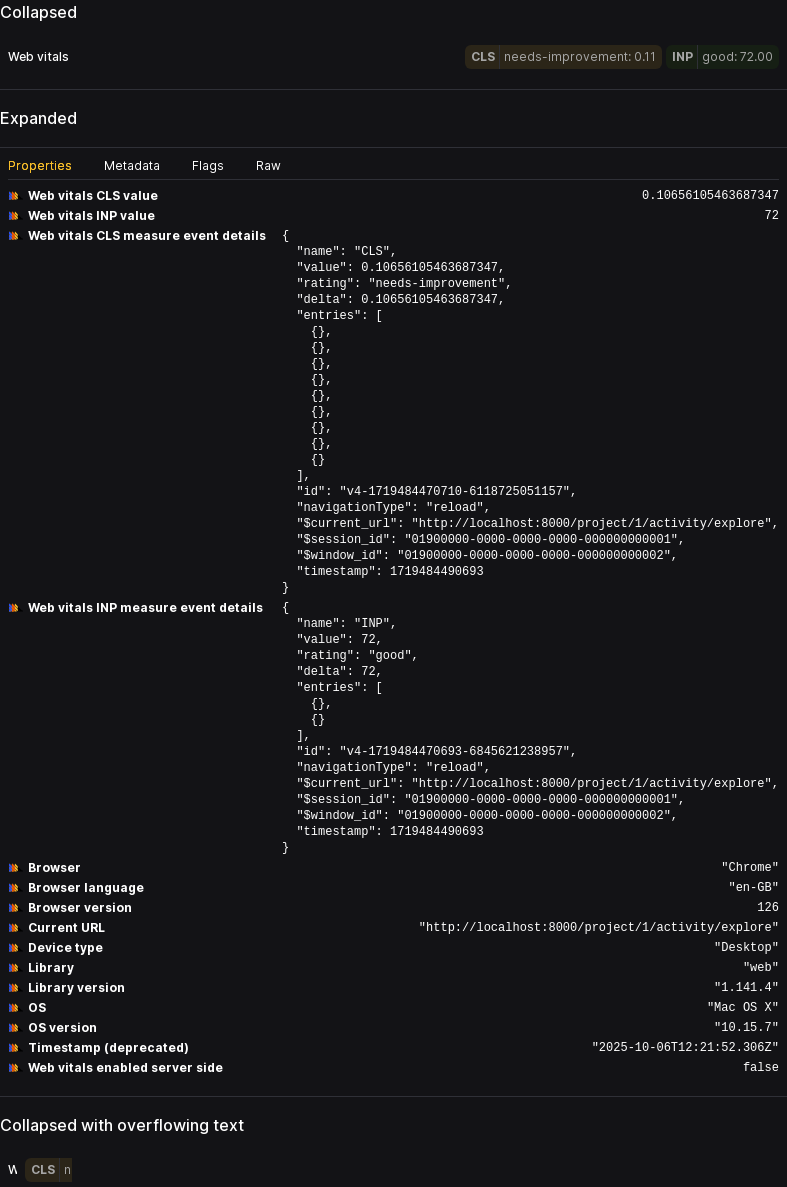 Collapsed
Web vitals CLS needs-improvement: 0.11 INP good: 72.00
Expanded
Properties Metadata Flags Raw
Web vitals CLS value 0.10656105463687347
Web vitals INP value 72
Web vitals CLS measure event details {
"name": "CLS",
"value": 0.10656105463687347,
"rating": "needs-improvement",
"delta": 0.10656105463687347,
"entries": [
{},
{},
{},
{},
{},
{},
{},
{},
{}
],
"id": "v4-1719484470710-6118725051157",
"navigationType": "reload",
"$current_url": "http://localhost:8000/project/1/activity/explore",
"$session_id": "01900000-0000-0000-0000-000000000001",
"$window_id": "01900000-0000-0000-0000-000000000002",
"timestamp": 1719484490693
}
Web vitals INP measure event details {
"name": "INP",
"value": 72,
"rating": "good",
"delta": 72,
"entries": [
{},
{}
],
"id": "v4-1719484470693-6845621238957",
"navigationType": "reload",
"$current_url": "http://localhost:8000/project/1/activity/explore",
"$session_id": "01900000-0000-0000-0000-000000000001",
"$window_id": "01900000-0000-0000-0000-000000000002",
"timestamp": 1719484490693
}
Browser "Chrome"
Browser language "en-GB"
Browser version 126
Current URL "http://localhost:8000/project/1/activity/explore"
Device type "Desktop"
Library "web"
Library version "1.141.4"
OS "Mac OS X"
OS version "10.15.7"
Timestamp (deprecated) "2025-10-06T12:21:52.306Z"
Web vitals enabled server side false
Collapsed with overflowing text
W CLS n